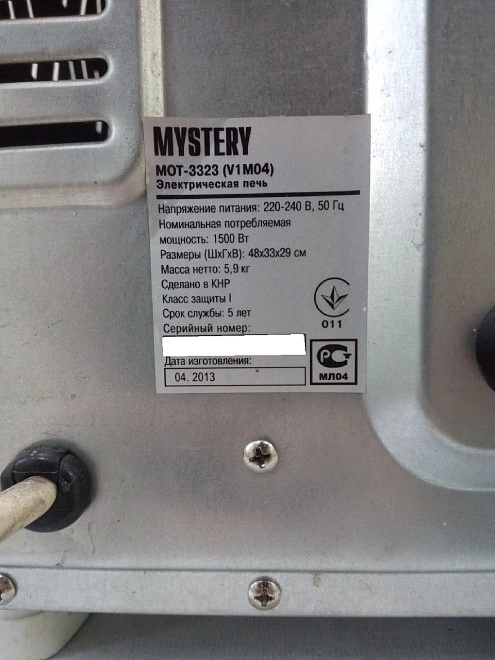 MYSTERY
МОТ-3323 (V1M04)
Электрическая печь
Напряжение питания: 220-240 В, 50 Гц
Номинальная потребляемая
мощность: 1500 Вт
Размеры (ШхГхВ): 48х33х29 см
Масса нетто: 5,9 кг
Сделано в КНР
Класс защиты I
Срок службы: 5 лет
Серийный номер:
011
Дата изготовления:
04. 2013
РС
МЛ04